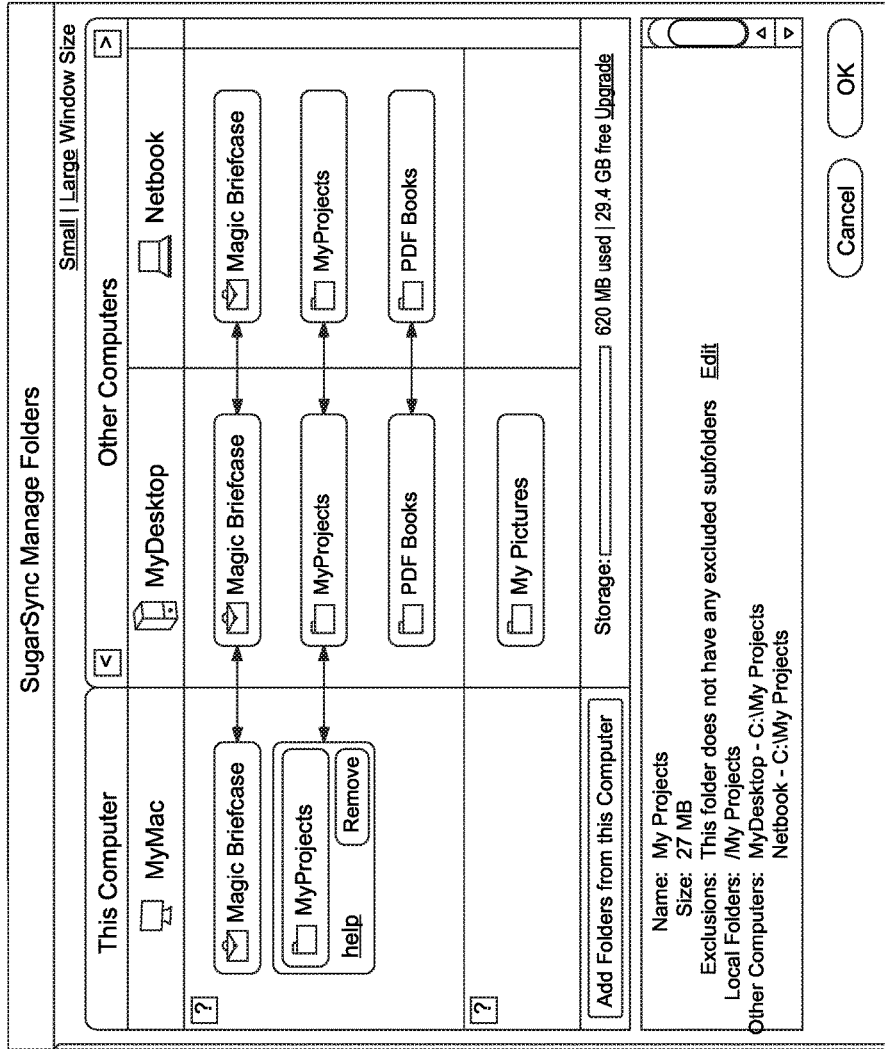 SugarSync Manage Folders
Small | Large Window Size
This Computer
<
Other Computers
>
MyMac
MyDesktop
Netbook
?
Magic Briefcase
Magic Briefcase
Magic Briefcase
MyProjects
MyProjects
MyProjects
help
Remove
PDF Books
PDF Books
?
My Pictures
Add Folders from this Computer
Storage:
620 MB used | 29.4 GB free Upgrade
Name: My Projects
Size: 27 MB
Exclusions: This folder does not have any excluded subfolders Edit
Local Folders: /My Projects
Other Computers: MyDesktop - C:\My Projects
Netbook - C:\My Projects
Cancel
OK